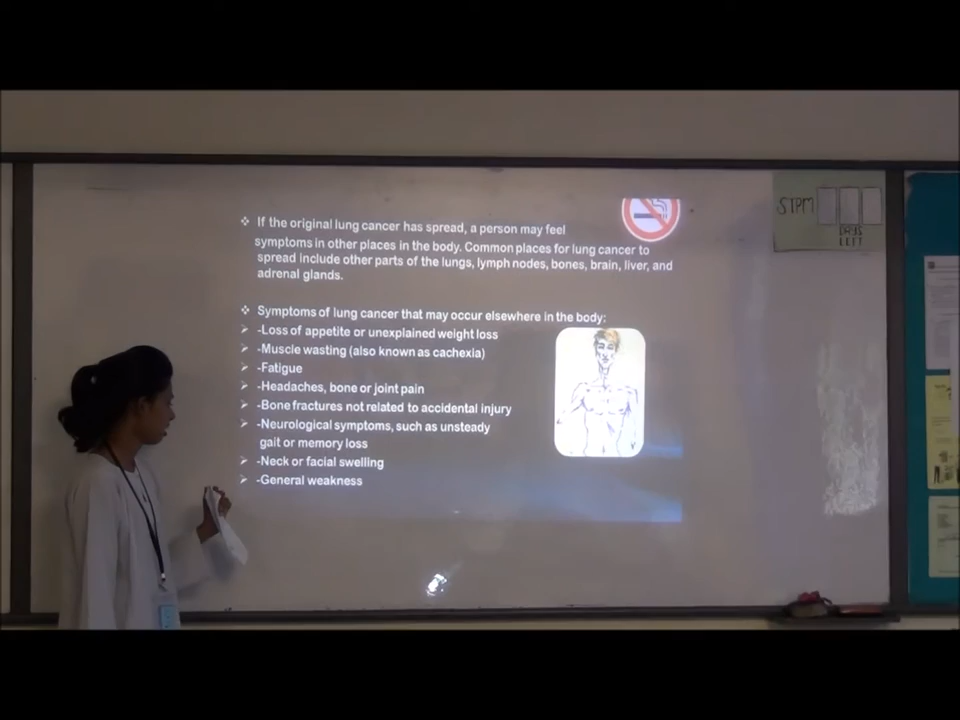 ❖ If the original lung cancer has spread, a person may feel
symptoms in other places in the body. Common places for lung cancer to
spread include other parts of the lungs, lymph nodes, bones, brain, liver, and
adrenal glands.
❖ Symptoms of lung cancer that may occur elsewhere in the body:
➢ -Loss of appetite or unexplained weight loss
➢ -Muscle wasting (also known as cachexia)
➢ -Fatigue
➢ -Headaches, bone or joint pain
➢ -Bone fractures not related to accidental injury
➢ -Neurological symptoms, such as unsteady
gait or memory loss
➢ -Neck or facial swelling
➢ -General weakness
STPM
DAYS
LEFT